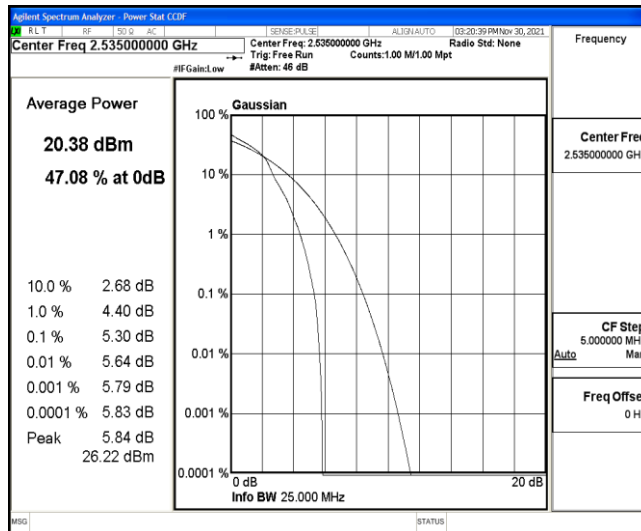 Agilent Spectrum Analyzer - Power Stat CCDF
LXI RL T RF 50 Ω AC SENSE:PULSE ALIGN AUTO 03:20:39 PM Nov 30, 2021
Center Freq 2.535000000 GHz
Center Freq: 2.535000000 GHz Radio Std: None
Trig: Free Run Counts:1.00 M/1.00 Mpt
#IFGain:Low #Atten: 46 dB
Frequency
Average Power
20.38 dBm
47.08 % at 0dB
10.0 % 2.68 dB
1.0 % 4.40 dB
0.1 % 5.30 dB
0.01 % 5.64 dB
0.001 % 5.79 dB
0.0001 % 5.83 dB
Peak 5.84 dB
26.22 dBm
Gaussian
100 %
10 %
1 %
0.1 %
0.01 %
0.001 %
0.0001 %
0 dB 20 dB
Info BW 25.000 MHz
Center Fre
2.535000000 GH
CF Step
5.000000 MH
Auto Ma
Freq Offse
0 H
MSG STATUS